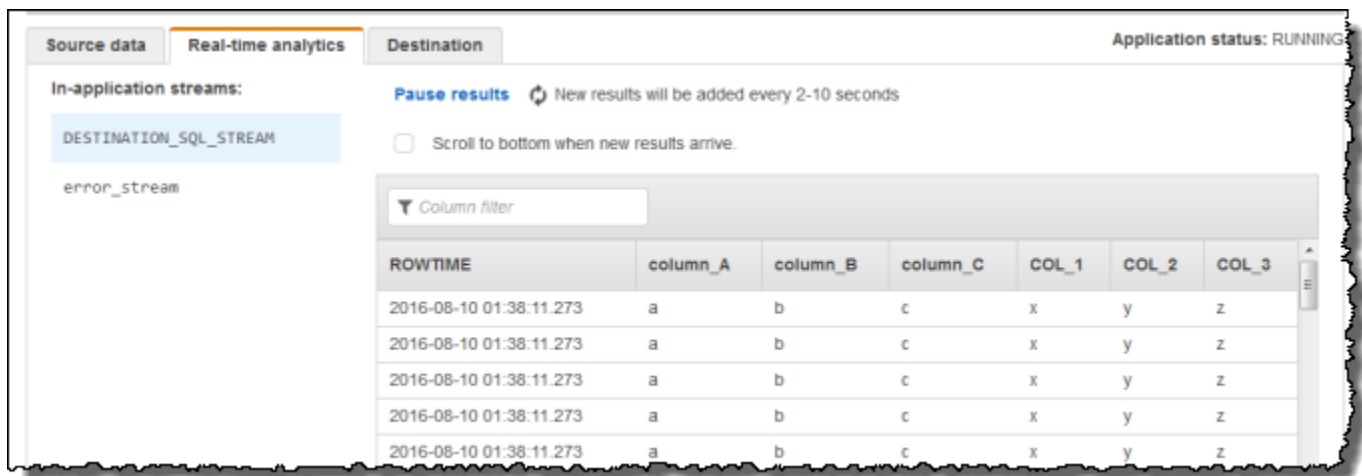 Source data Real-time analytics Destination Application status: RUNNING
In-application streams:
Pause results New results will be added every 2-10 seconds
DESTINATION_SQL_STREAM
Scroll to bottom when new results arrive.
error_stream
Column filter
ROWTIME column_A column_B column_C COL_1 COL_2 COL_3
2016-08-10 01:38:11.273 a b c x y z
2016-08-10 01:38:11.273 a b c x y z
2016-08-10 01:38:11.273 a b c x y z
2016-08-10 01:38:11.273 a b c x y z
2016-08-10 01:38:11.273 a b c x y z